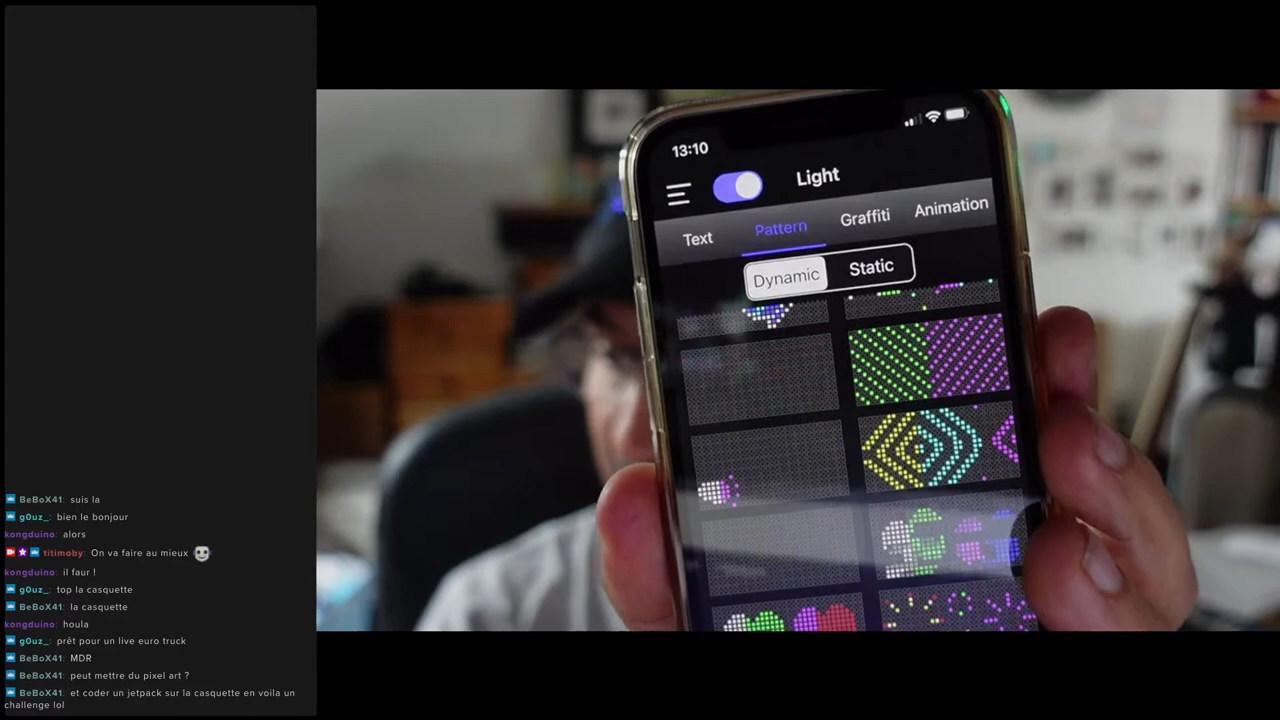 BeBoX41: suis la
g0uz_: bien le bonjour
kongduino: alors
titimoby: On va faire au mieux
kongduino: il faur !
g0uz_: top la casquette
BeBoX41: la casquette
kongduino: houla
g0uz_: prêt pour un live euro truck
BeBoX41: MDR
BeBoX41: peut mettre du pixel art ?
BeBoX41: et coder un jetpack sur la casquette en voila un
challenge lol
13:10
Light
Text Pattern Graffiti Animation
Dynamic Static